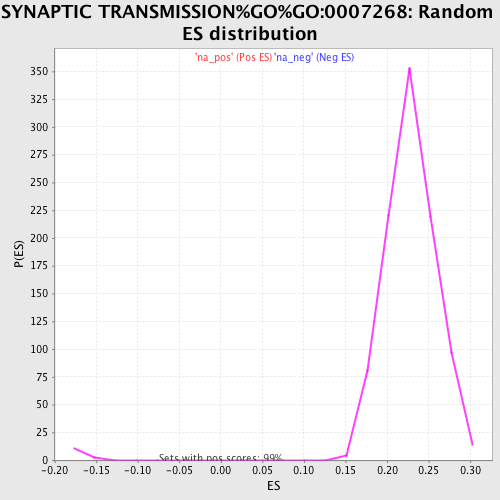 SYNAPTIC TRANSMISSION%GO%GO:0007268: Random
ES distribution
'na_pos' (Pos ES) 'na_neg' (Neg ES)
P(ES)
350
325
300
275
250
225
200
175
150
125
100
75
50
25
0
Sets with pos scores: 99%
-0.20 -0.15 -0.10 -0.05 0.00 0.05 0.10 0.15 0.20 0.25 0.30
ES